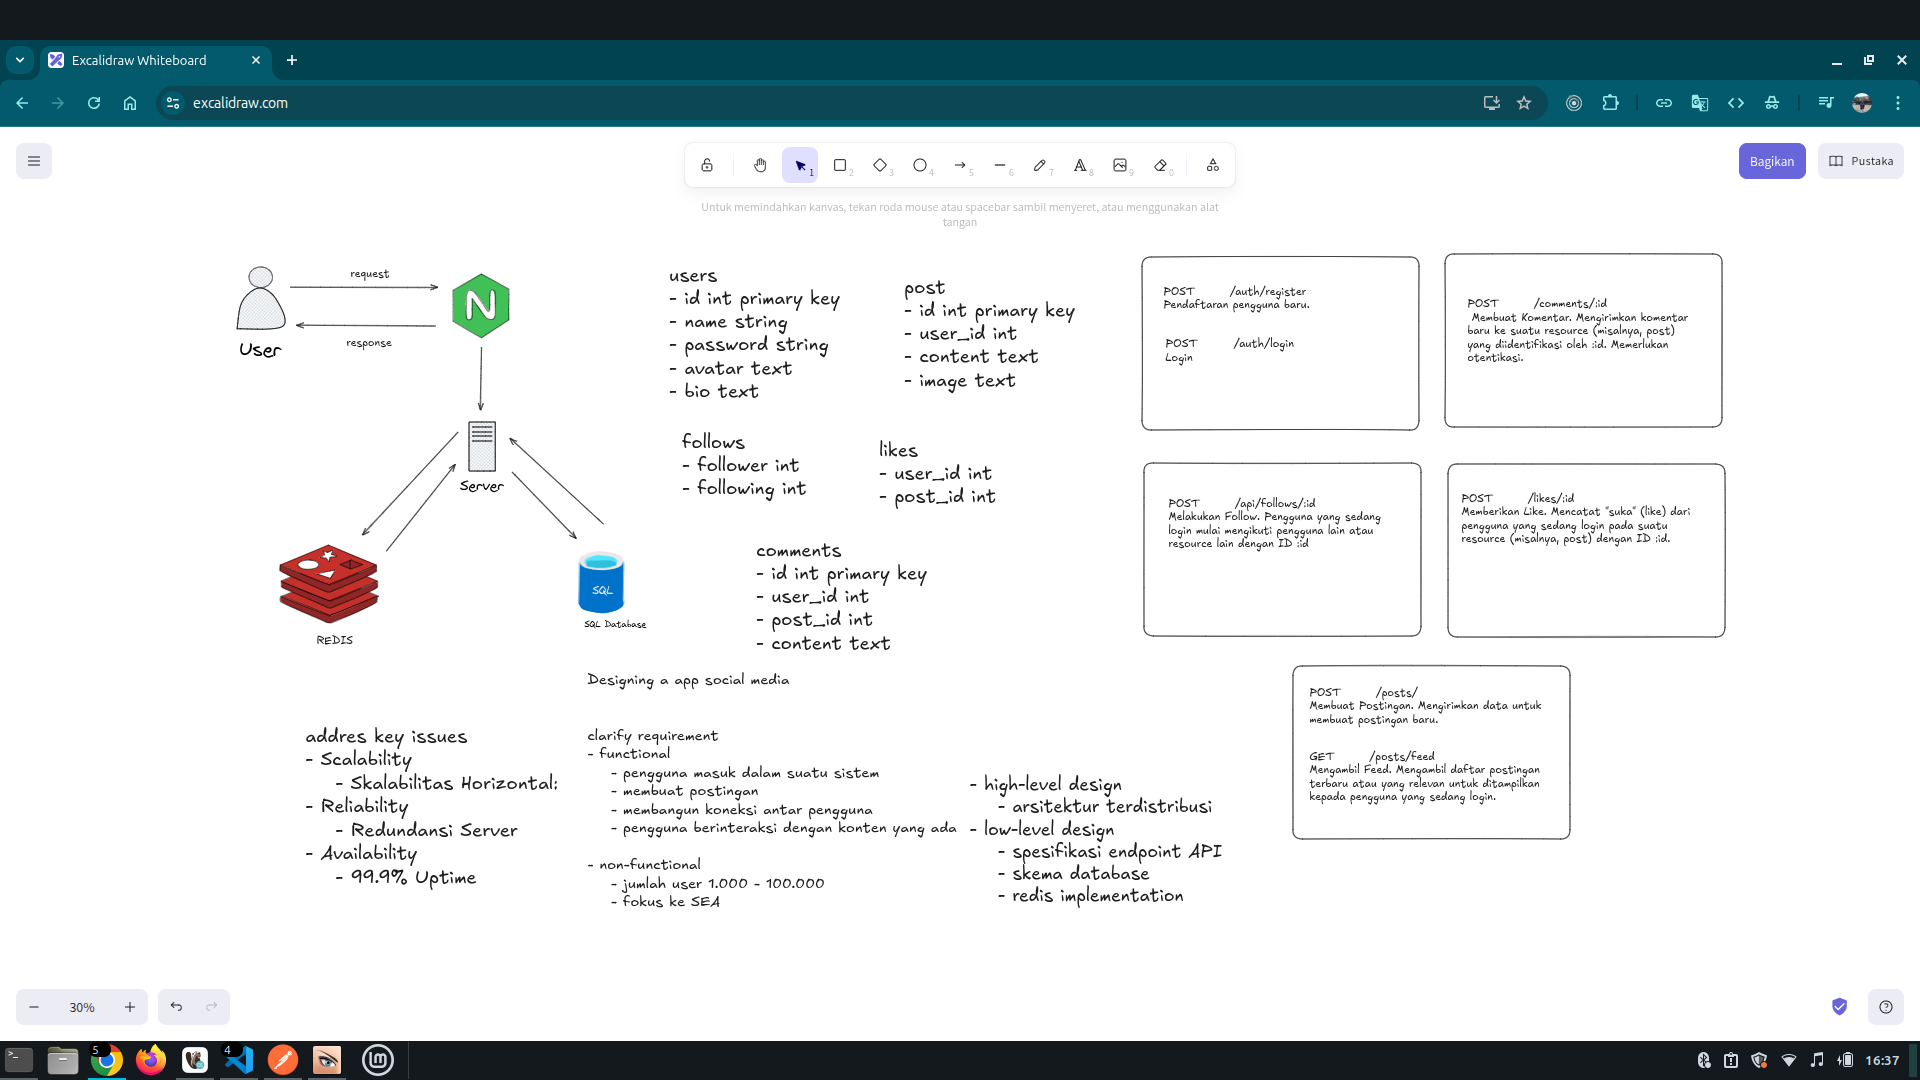 Excalidraw Whiteboard
excalidraw.com
1
2
3
4
5
6
7
8
9
0
Bagikan
Pustaka
Untuk memindahkan kanvas, tekan roda mouse atau spacebar sambil menyeret, atau menggunakan alat
tangan
request
response
User
N
Server
REDIS
SQL
SQL Database
users
- id int primary key
- name string
- password string
- avatar text
- bio text
post
- id int primary key
- user_id int
- content text
- image text
follows
- follower int
- following int
likes
- user_id int
- post_id int
comments
- id int primary key
- user_id int
- post_id int
- content text
POST /auth/register
Pendaftaran pengguna baru.
POST /auth/login
Login
POST /comments/:id
Membuat Komentar. Mengirimkan komentar
baru ke suatu resource (misalnya, post)
yang diidentifikasi oleh :id. Memerlukan
otentikasi.
POST /api/follows/:id
Melakukan Follow. Pengguna yang sedang
login mulai mengikuti pengguna lain atau
resource lain dengan ID :id
POST /likes/:id
Memberikan Like. Mencatat "suka" (like) dari
pengguna yang sedang login pada suatu
resource (misalnya, post) dengan ID :id.
POST /posts/
Membuat Postingan. Mengirimkan data untuk
membuat postingan baru.
GET /posts/feed
Mengambil Feed. Mengambil daftar postingan
terbaru atau yang relevan untuk ditampilkan
kepada pengguna yang sedang login.
Designing a app social media
addres key issues
- Scalability
- Skalabilitas Horizontal:
- Reliability
- Redundansi Server
- Availability
- 99.9% Uptime
clarify requirement
- functional
- pengguna masuk dalam suatu sistem
- membuat postingan
- membangun koneksi antar pengguna
- pengguna berinteraksi dengan konten yang ada
- non-functional
- jumlah user 1.000 - 100.000
- fokus ke SEA
- high-level design
- arsitektur terdistribusi
- low-level design
- spesifikasi endpoint API
- skema database
- redis implementation
30%
5
4
16:37